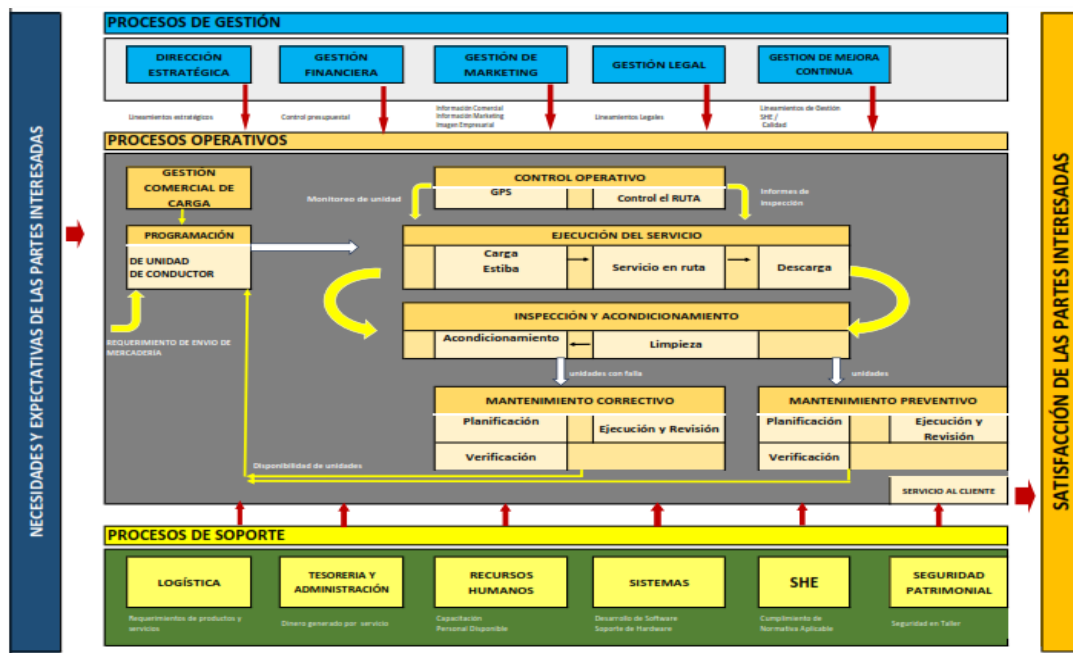 NECESIDADES Y EXPECTATIVAS DE LAS PARTES INTERESADAS
PROCESOS DE GESTIÓN
DIRECCIÓN
ESTRATÉGICA
GESTIÓN
FINANCIERA
GESTIÓN DE
MARKETING
GESTIÓN LEGAL
GESTION DE MEJORA
CONTINUA
Lineamientos estratégicos
Control presupuestal
Información Comercial
Información Marketing
Imagen Empresarial
Lineamientos Legales
Lineamientos de Gestión
SHE /
Calidad
PROCESOS OPERATIVOS
GESTIÓN
COMERCIAL DE
CARGA
PROGRAMACIÓN
DE UNIDAD
DE CONDUCTOR
REQUERIMIENTO DE ENVIO DE
MERCADERÍA
Monitoreo de unidad
CONTROL OPERATIVO
GPS
Control el RUTA
Informes de
Inspección
EJECUCIÓN DEL SERVICIO
Carga
Estiba
Servicio en ruta
Descarga
INSPECCIÓN Y ACONDICIONAMIENTO
Acondicionamiento
Limpieza
unidades con falla
unidades
MANTENIMIENTO CORRECTIVO
Planificación
Ejecución y Revisión
Verificación
MANTENIMIENTO PREVENTIVO
Planificación
Ejecución y
Revisión
Verificación
Disponibilidad de unidades
SERVICIO AL CLIENTE
PROCESOS DE SOPORTE
LOGÍSTICA
TESORERIA Y
ADMINISTRACIÓN
RECURSOS
HUMANOS
SISTEMAS
SHE
SEGURIDAD
PATRIMONIAL
Requerimientos de productos y
servicios
Dinero generado por servicio
Capacitación
Personal Disponible
Desarrollo de Software
Soporte de Hardware
Cumplimiento de
Normativa Aplicable
Seguridad en Taller
SATISFACCIÓN DE LAS PARTES INTERESADAS